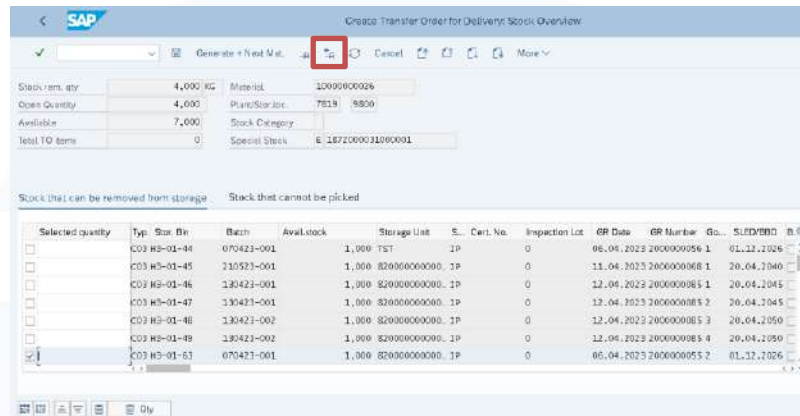 SAP
Create Transfer Order for Delivery: Stock Overview
Generate + Next Mat. Cancel More
Stock rem. qty 4,000 KG Material 10000000026
Open Quantity 4,000 Plant/Stor.loc. 7819 9800
Available 7,000 Stock Category
Total TO items 0 Special Stock E 1872000031000001
Stock that can be removed from storage Stock that cannot be picked
Selected quantity Typ Stor. Bin Batch Avail.stock Storage Unit S... Cert. No. Inspection Lot GR Date GR Number Go... SLED/BBD
C03 H3-01-44 070423-001 1,000 TST IP 0 06.04.2023 2000000056 1 01.12.2026
C03 H3-01-45 210523-001 1,000 820000000000. IP 0 11.04.2023 2000000068 1 20.04.2040
C03 H3-01-46 130423-001 1,000 820000000000. IP 0 12.04.2023 2000000085 1 20.04.2045
C03 H3-01-47 130423-001 1,000 820000000000. IP 0 12.04.2023 2000000085 2 20.04.2045
C03 H3-01-48 130423-002 1,000 820000000000. IP 0 12.04.2023 2000000085 3 20.04.2050
C03 H3-01-49 130423-002 1,000 820000000000. IP 0 12.04.2023 2000000085 4 20.04.2050
C03 H3-01-63 070423-001 1,000 820000000000. IP 0 06.04.2023 2000000055 2 01.12.2026
Qty